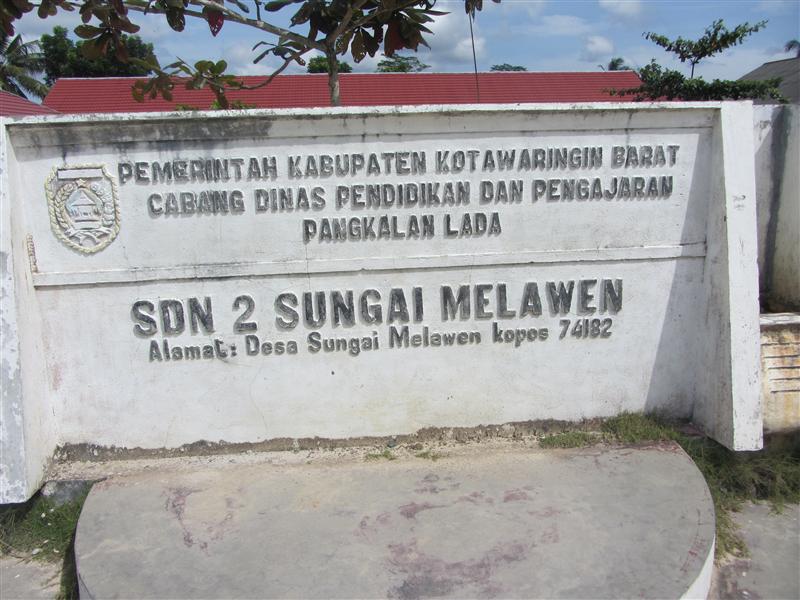 PEMERINTAH KABUPATEN KOTAWARINGIN BARAT
CABANG DINAS PENDIDIKAN DAN PENGAJARAN
PANGKALAN LADA
SDN 2 SUNGAI MELAWEN
Alamat: Desa Sungai Melawen kopos 74182